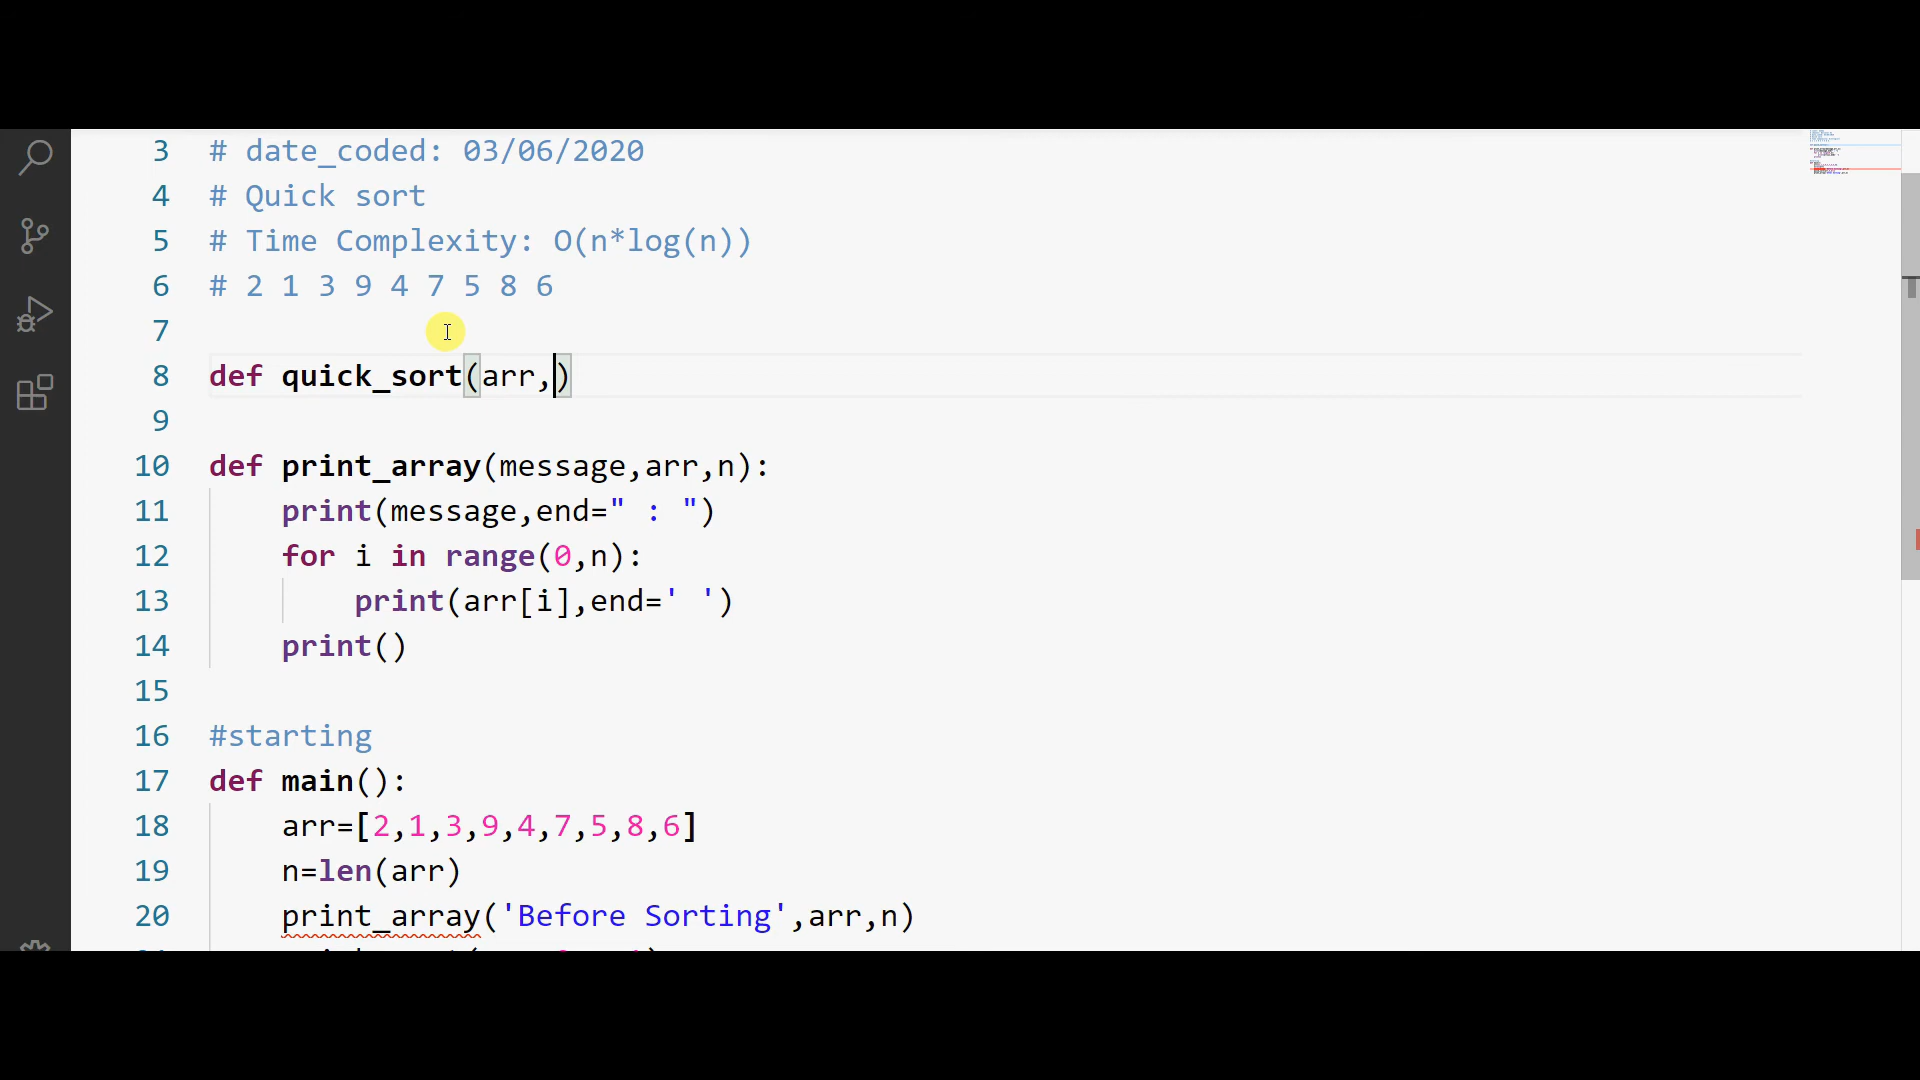 3 # date_coded: 03/06/2020
4 # Quick sort
5 # Time Complexity: O(n*log(n))
6 # 2 1 3 9 4 7 5 8 6
7
8 def quick_sort(arr,)
9
10 def print_array(message,arr,n):
11 print(message,end=" : ")
12 for i in range(0,n):
13 print(arr[i],end=' ')
14 print()
15
16 #starting
17 def main():
18 arr=[2,1,3,9,4,7,5,8,6]
19 n=len(arr)
20 print_array('Before Sorting',arr,n)